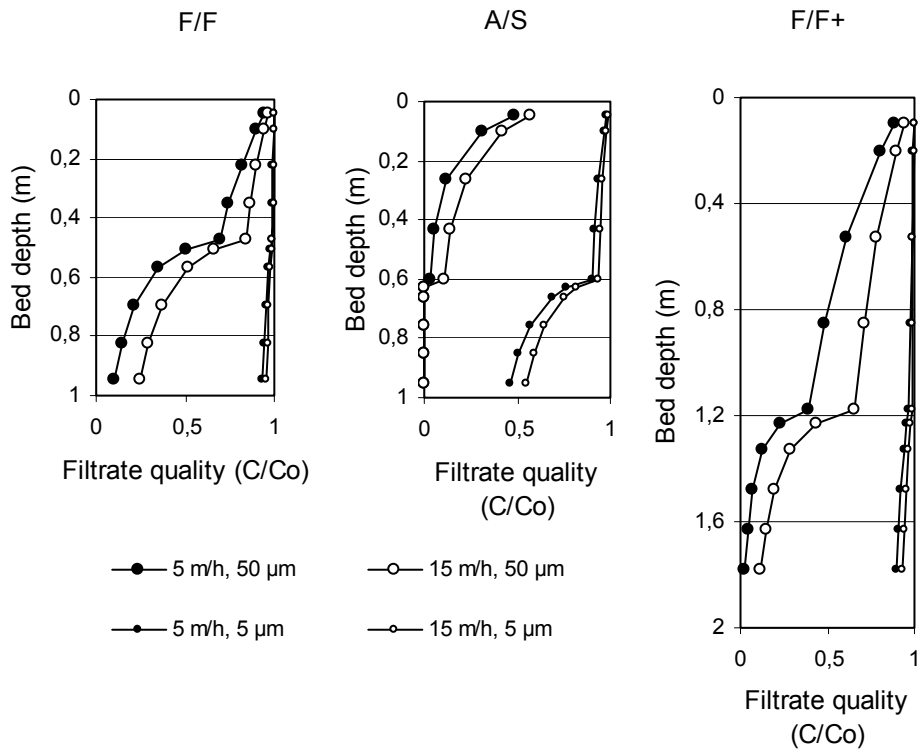 F/F
A/S
F/F+
0
0,2
0,4
0,6
0,8
1
Bed depth (m)
0
0,5
1
Filtrate quality (C/Co)
0
0,2
0,4
0,6
0,8
1
Bed depth (m)
0
0,5
1
Filtrate quality
(C/Co)
0
0,4
0,8
1,2
1,6
2
Bed depth (m)
0
0,5
1
Filtrate quality
(C/Co)
5 m/h, 50 µm
15 m/h, 50 µm
5 m/h, 5 µm
15 m/h, 5 µm